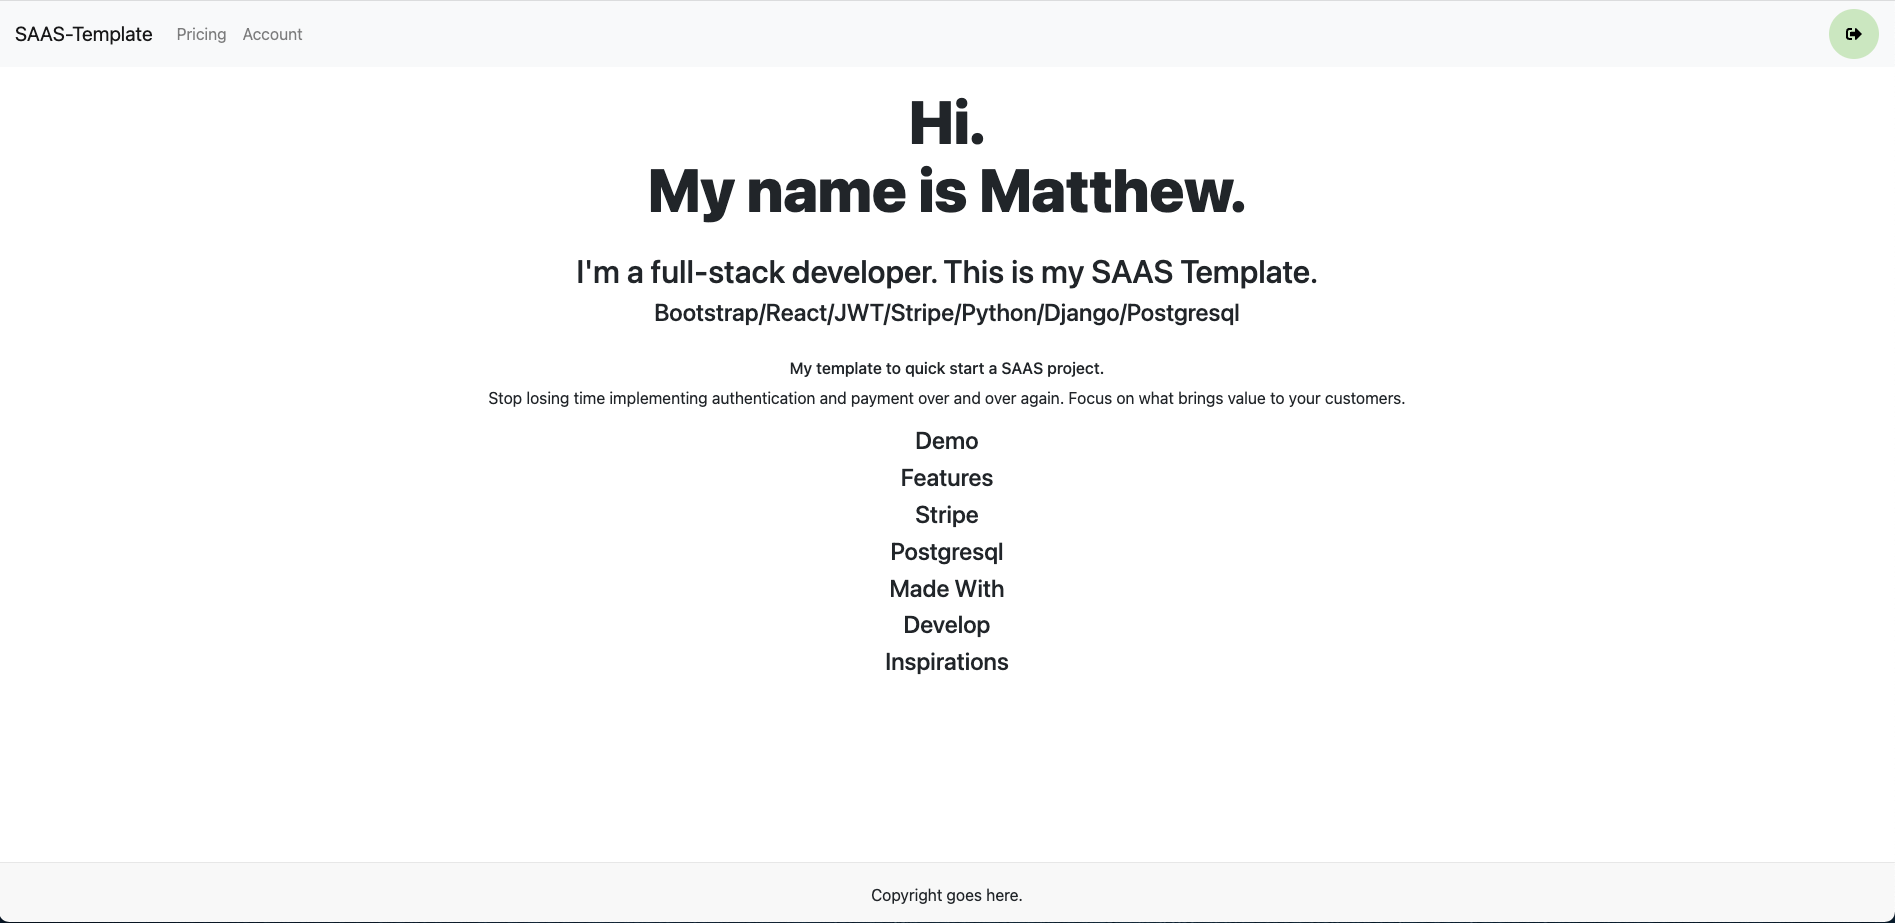 SAAS-Template Pricing Account
Hi.
My name is Matthew.
I'm a full-stack developer. This is my SAAS Template.
Bootstrap/React/JWT/Stripe/Python/Django/Postgresql
My template to quick start a SAAS project.
Stop losing time implementing authentication and payment over and over again. Focus on what brings value to your customers.
Demo
Features
Stripe
Postgresql
Made With
Develop
Inspirations
Copyright goes here.